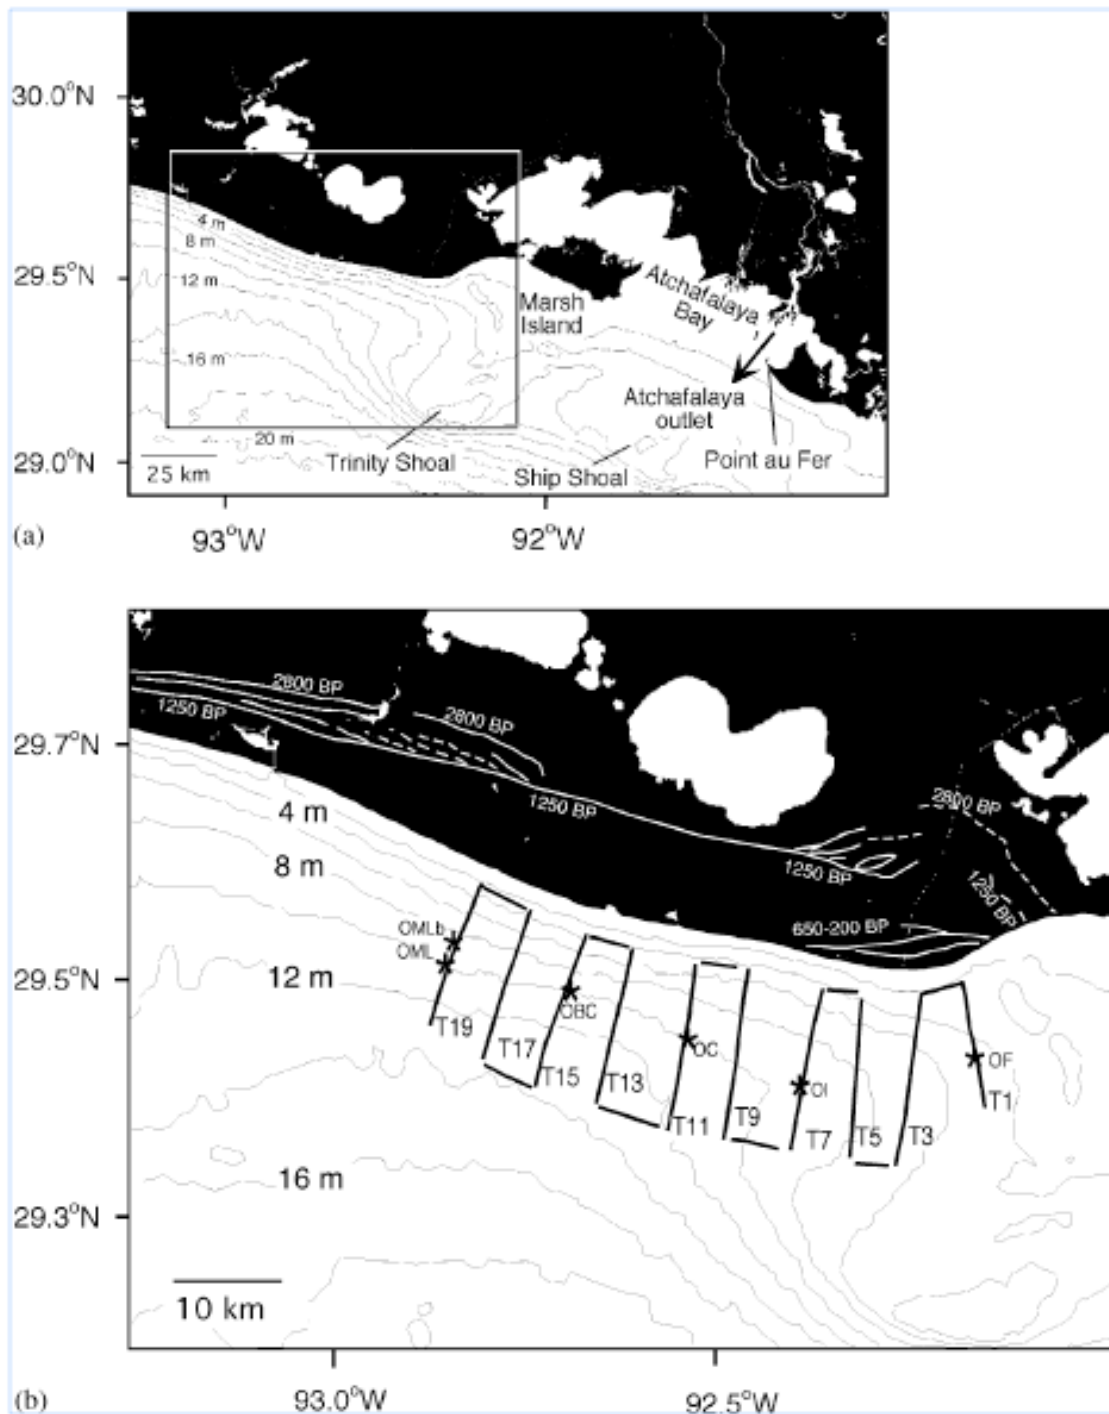 30.0°N
29.5°N
29.0°N
4 m
8 m
12 m
16 m
20 m
25 km
Marsh
Island
Atchafalaya
Bay
Atchafalaya
outlet
Trinity Shoal
Ship Shoal
Point au Fer
(a)
93°W
92°W
2800 BP
1250 BP
2800 BP
1250 BP
2800 BP
1250 BP
1250 BP
650-200 BP
29.7°N
29.5°N
29.3°N
4 m
8 m
12 m
16 m
OMLb
OML
OBC
OC
OI
OF
T19
T17
T15
T13
T11
T9
T7
T5
T3
T1
10 km
(b)
93.0°W
92.5°W